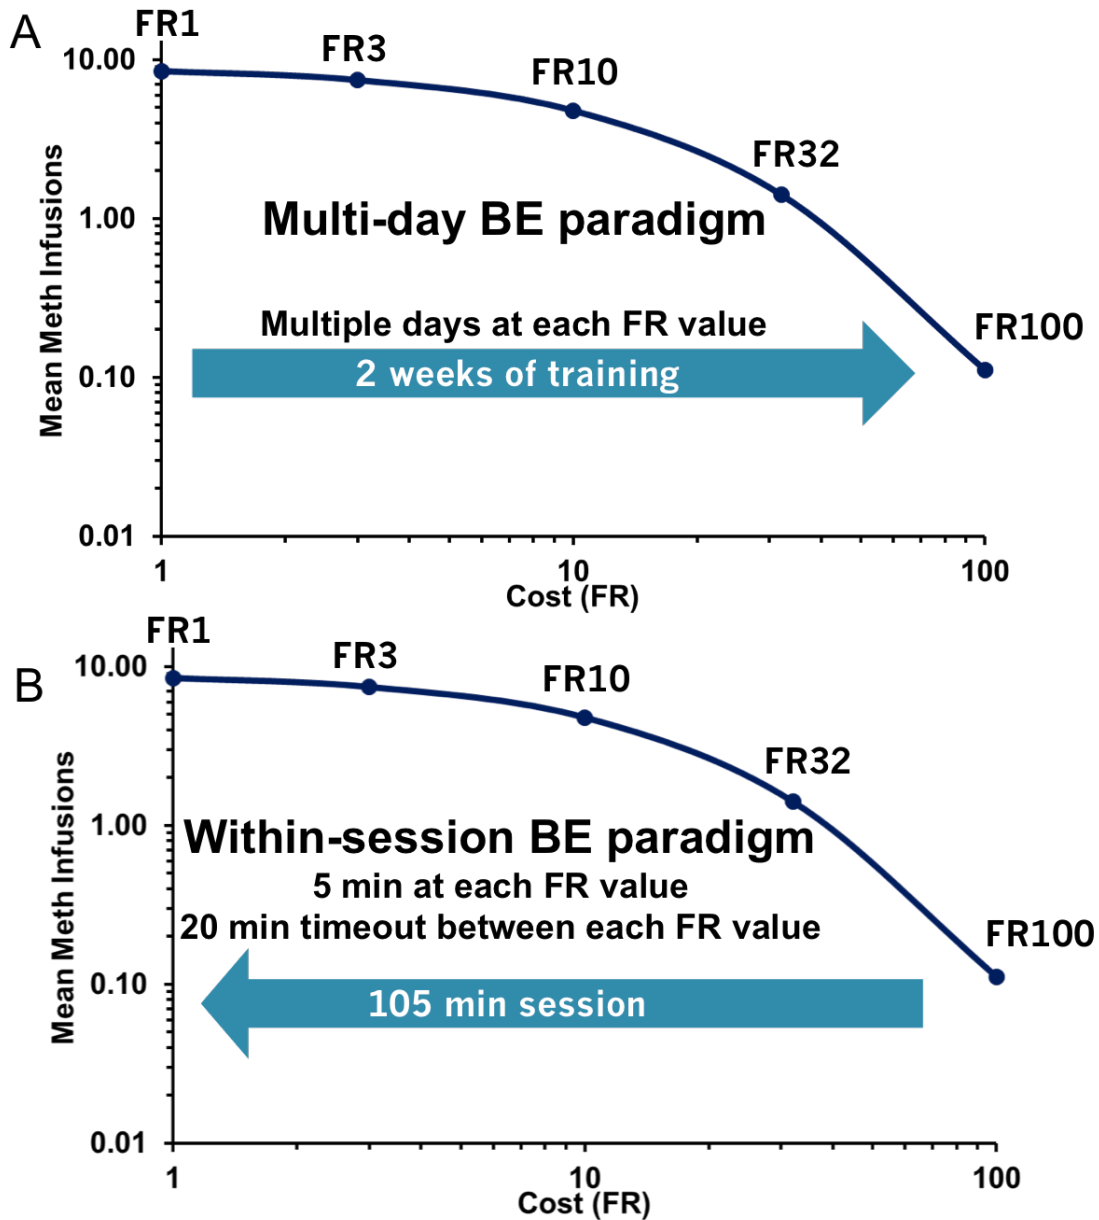 A
FR1
FR3
FR10
FR32
FR100
10.00
1.00
0.10
0.01
Mean Meth Infusions
Multi-day BE paradigm
Multiple days at each FR value
2 weeks of training
1
10
100
Cost (FR)
B
FR1
FR3
FR10
FR32
FR100
10.00
1.00
0.10
0.01
Mean Meth Infusions
Within-session BE paradigm
5 min at each FR value
20 min timeout between each FR value
105 min session
1
10
100
Cost (FR)